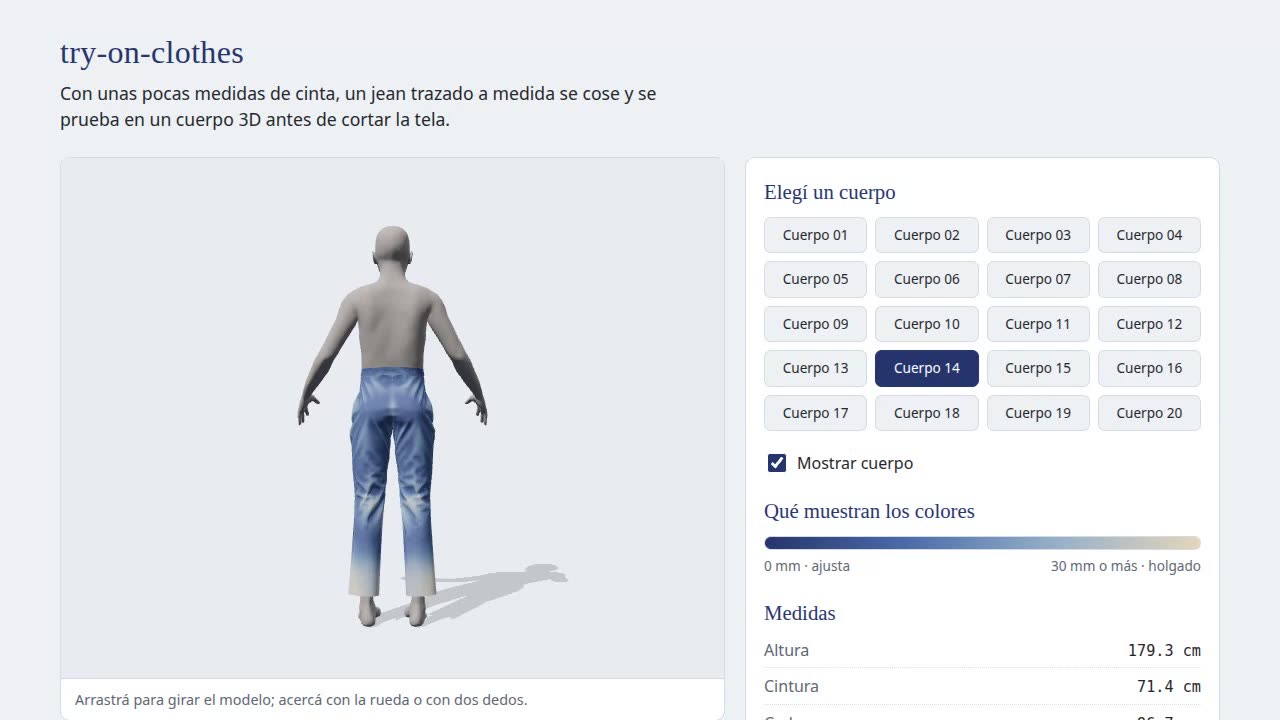 try-on-clothes
Con unas pocas medidas de cinta, un jean trazado a medida se cose y se
prueba en un cuerpo 3D antes de cortar la tela.
Arrastrá para girar el modelo; acercá con la rueda o con dos dedos.
Elegí un cuerpo
Cuerpo 01 Cuerpo 02 Cuerpo 03 Cuerpo 04
Cuerpo 05 Cuerpo 06 Cuerpo 07 Cuerpo 08
Cuerpo 09 Cuerpo 10 Cuerpo 11 Cuerpo 12
Cuerpo 13 Cuerpo 14 Cuerpo 15 Cuerpo 16
Cuerpo 17 Cuerpo 18 Cuerpo 19 Cuerpo 20
Mostrar cuerpo
Qué muestran los colores
0 mm · ajusta 30 mm o más · holgado
Medidas
Altura 179.3 cm
Cintura 71.4 cm